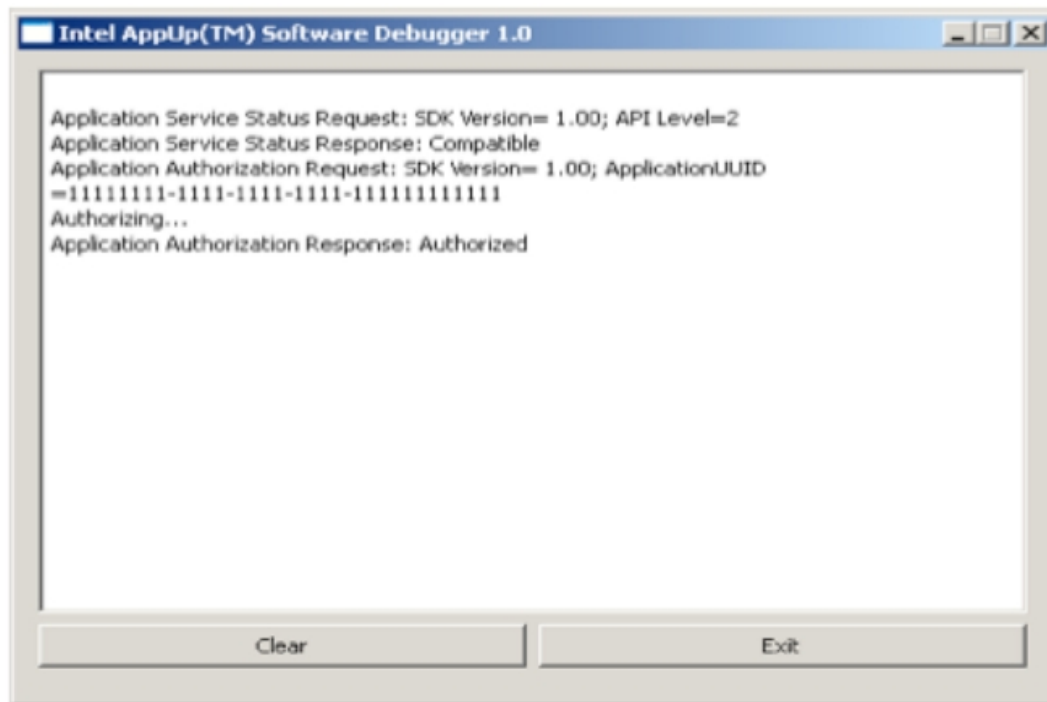 Intel AppUp(TM) Software Debugger 1.0
Application Service Status Request: SDK Version= 1.00; API Level=2
Application Service Status Response: Compatible
Application Authorization Request: SDK Version= 1.00; ApplicationUUID
=11111111-1111-1111-1111-111111111111
Authorizing...
Application Authorization Response: Authorized
Clear
Exit